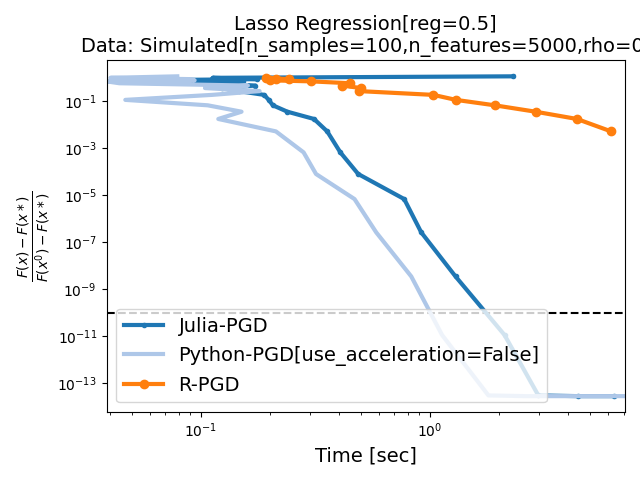 Lasso Regression[reg=0.5]
Data: Simulated[n_samples=100,n_features=5000,rho=0
10^{-1}
10^{-3}
10^{-5}
10^{-7}
10^{-9}
10^{-11}
10^{-13}
\frac{F(x) - F(x*)}{F(x^0) - F(x*)}
Julia-PGD
Python-PGD[use_acceleration=False]
R-PGD
10^{-1}
10^{0}
Time [sec]